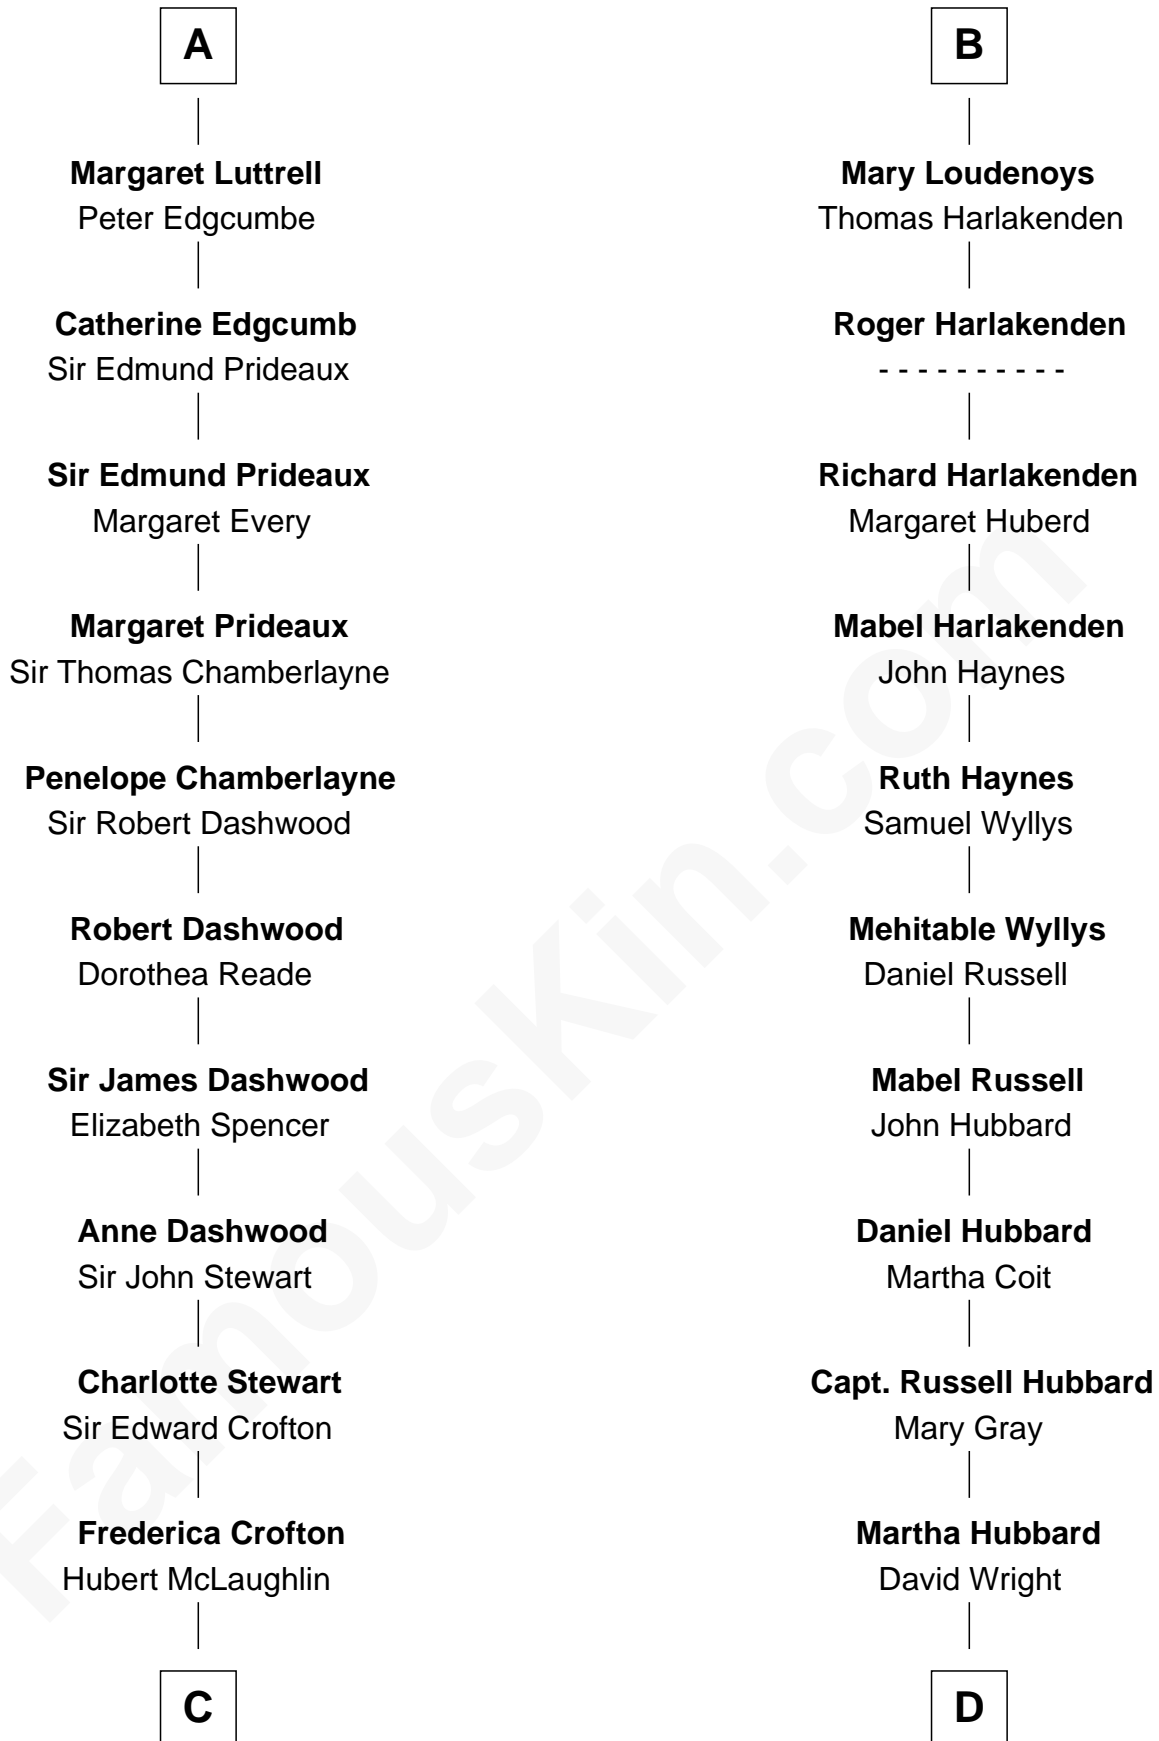 A
Margaret Luttrell
Peter Edgcumbe
Catherine Edgcumb
Sir Edmund Prideaux
Sir Edmund Prideaux
Margaret Every
Margaret Prideaux
Sir Thomas Chamberlayne
Penelope Chamberlayne
Sir Robert Dashwood
Robert Dashwood
Dorothea Reade
Sir James Dashwood
Elizabeth Spencer
Anne Dashwood
Sir John Stewart
Charlotte Stewart
Sir Edward Crofton
Frederica Crofton
Hubert McLaughlin
C
B
Mary Loudenoys
Thomas Harlakenden
Roger Harlakenden
- - - - - - - - - -
Richard Harlakenden
Margaret Huberd
Mabel Harlakenden
John Haynes
Ruth Haynes
Samuel Wyllys
Mehitable Wyllys
Daniel Russell
Mabel Russell
John Hubbard
Daniel Hubbard
Martha Coit
Capt. Russell Hubbard
Mary Gray
Martha Hubbard
David Wright
D
FamousKin.com